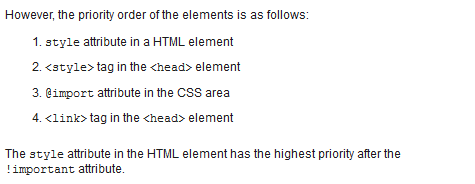 However, the priority order of the elements is as follows:
1. style attribute in a HTML element
2. <style> tag in the <head> element
3. @import attribute in the CSS area
4. <link> tag in the <head> element
The style attribute in the HTML element has the highest priority after the
!important attribute.